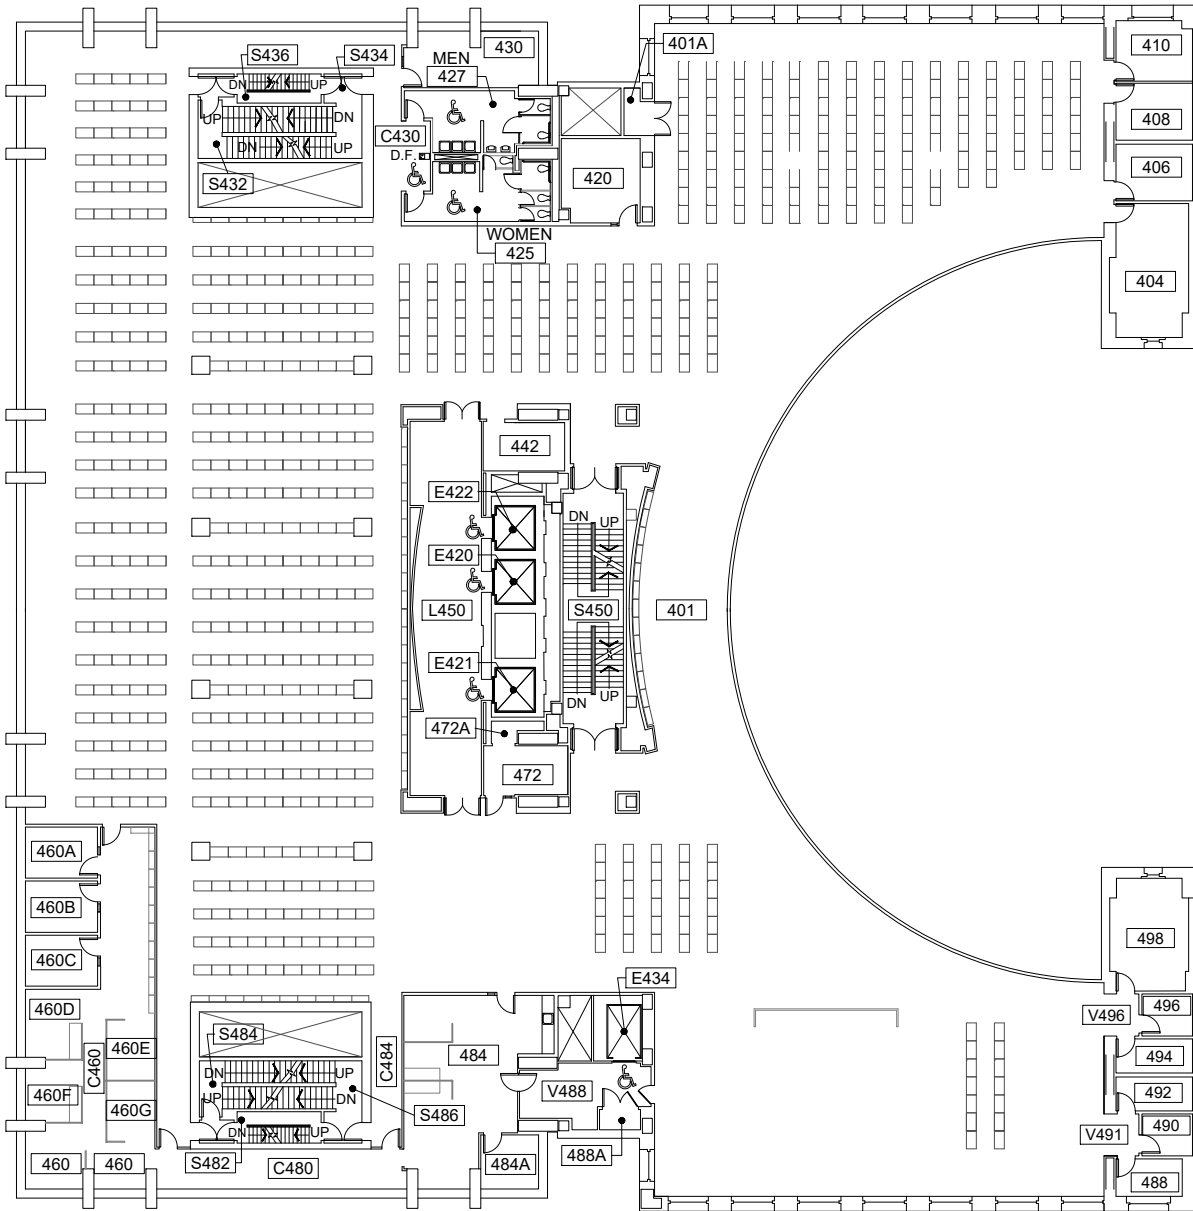 430
401A
410
MEN
427
S436
S434
DN
UP
408
UP
DN
C430
DN
UP
D.F.
406
420
S432
WOMEN
425
404
442
E422
DN
UP
E420
L450
S450
401
E421
DN
UP
472A
472
460A
460B
460C
498
E434
460D
496
V496
S484
460E
C460
C484
484
494
DN
UP
460F
UP
DN
V488
492
460G
S486
490
DN
UP
V491
460
460
S482
C480
484A
488A
488